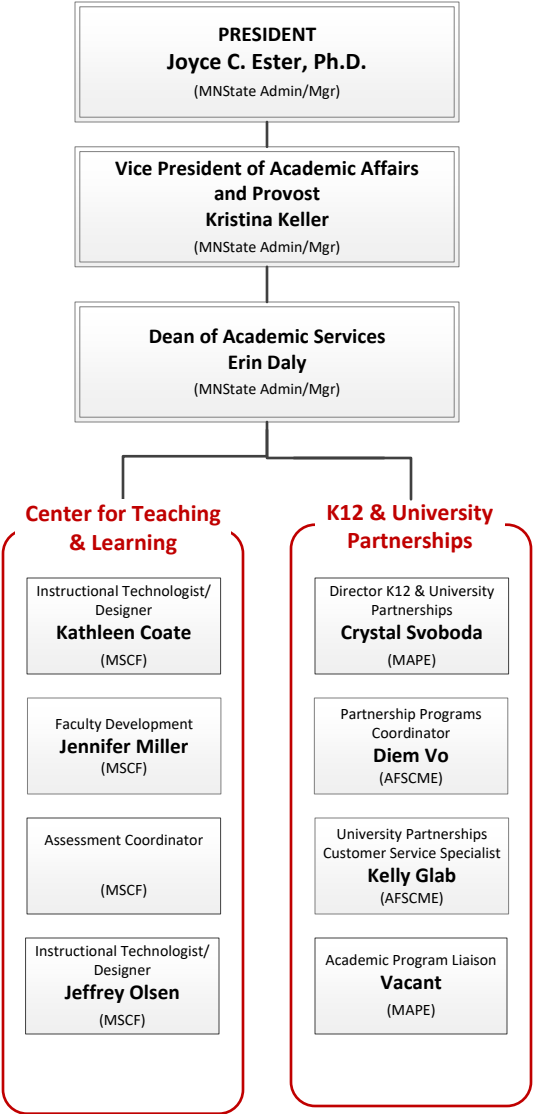 PRESIDENT
Joyce C. Ester, Ph.D.
(MNState Admin/Mgr)
Vice President of Academic Affairs
and Provost
Kristina Keller
(MNState Admin/Mgr)
Dean of Academic Services
Erin Daly
(MNState Admin/Mgr)
Center for Teaching
& Learning
Instructional Technologist/
Designer
Kathleen Coate
(MSCF)
Faculty Development
Jennifer Miller
(MSCF)
Assessment Coordinator
(MSCF)
Instructional Technologist/
Designer
Jeffrey Olsen
(MSCF)
K12 & University
Partnerships
Director K12 & University
Partnerships
Crystal Svoboda
(MAPE)
Partnership Programs
Coordinator
Diem Vo
(AFSCME)
University Partnerships
Customer Service Specialist
Kelly Glab
(AFSCME)
Academic Program Liaison
Vacant
(MAPE)